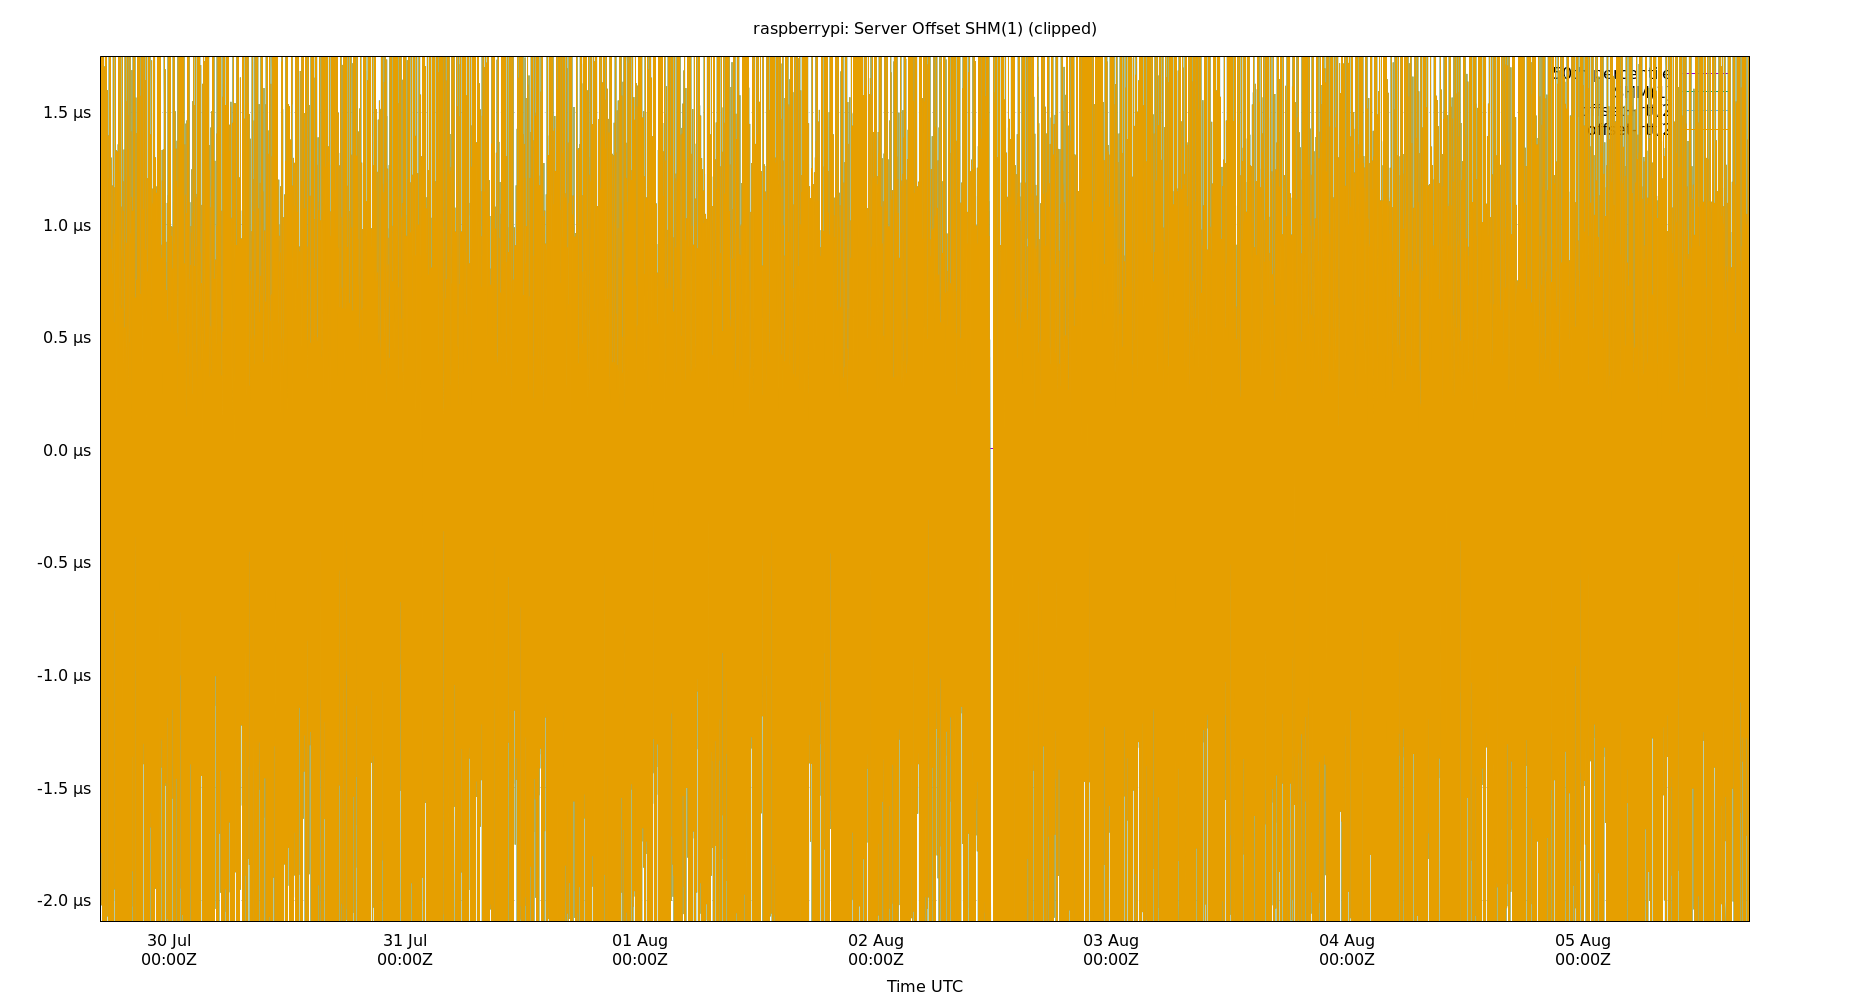 raspberrypi: Server Offset SHM(1) (clipped)
50th percentile
1.5 µs
1.0 µs
0.5 µs
0.0 µs
-0.5 µs
-1.0 µs
-1.5 µs
-2.0 µs
30 Jul 31 Jul 01 Aug 02 Aug 03 Aug 04 Aug 05 Aug
00:00Z 00:00Z 00:00Z 00:00Z 00:00Z 00:00Z 00:00Z
Time UTC